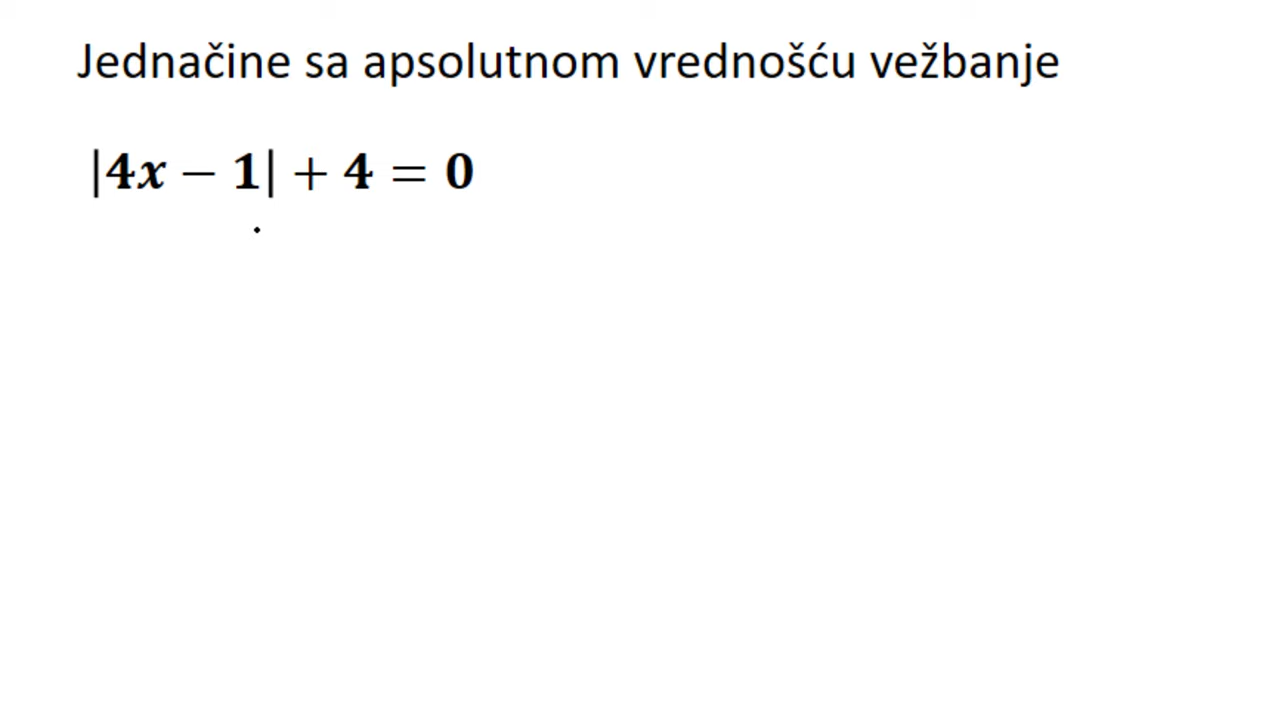 Jednačine sa apsolutnom vrednošću vežbanje
|4x − 1| + 4 = 0